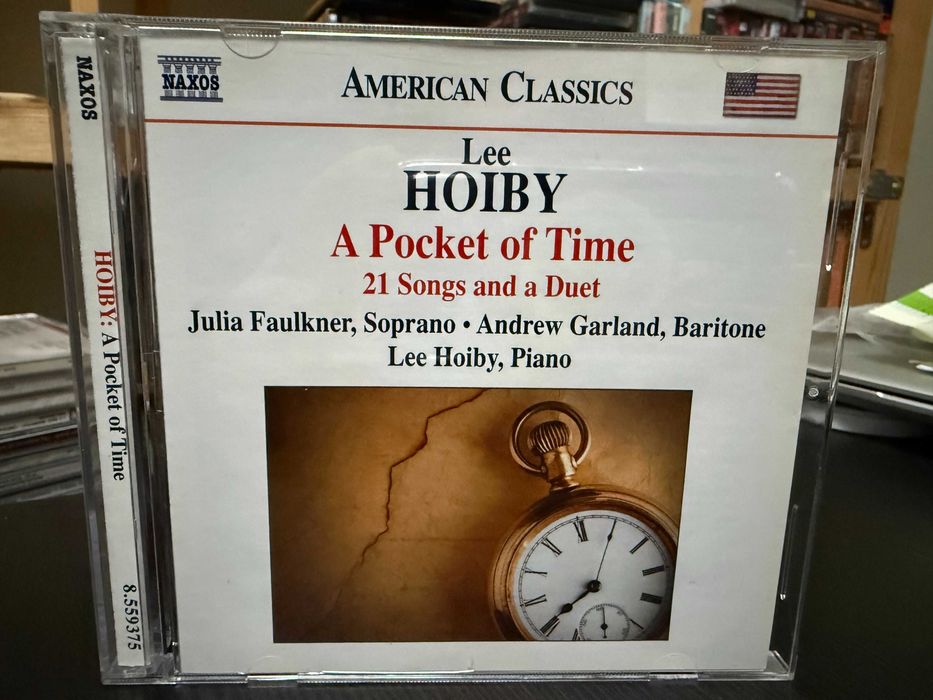 NAXOS
HOIBY: A Pocket of Time
8.559375
NAXOS
AMERICAN CLASSICS
Lee
HOIBY
A Pocket of Time
21 Songs and a Duet
Julia Faulkner, Soprano • Andrew Garland, Baritone
Lee Hoiby, Piano